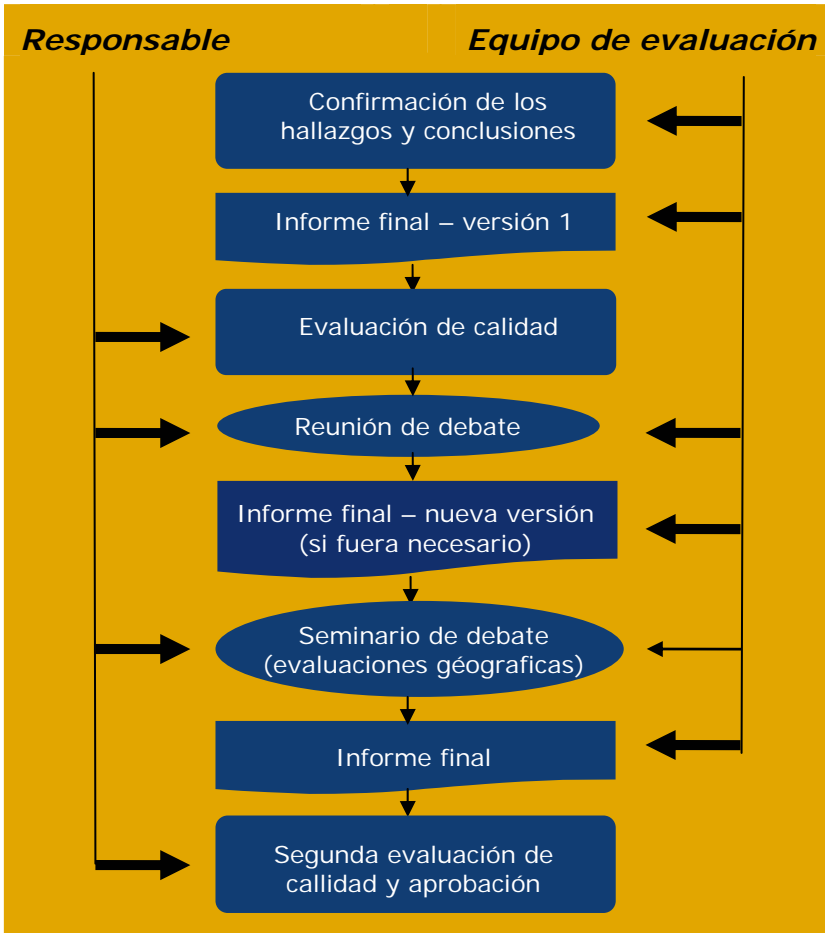 Responsable
Equipo de evaluación
Confirmación de los
hallazgos y conclusiones
Informe final – versión 1
Evaluación de calidad
Reunión de debate
Informe final – nueva versión
(si fuera necesario)
Seminario de debate
(evaluaciones géograficas)
Informe final
Segunda evaluación de
callidad y aprobación